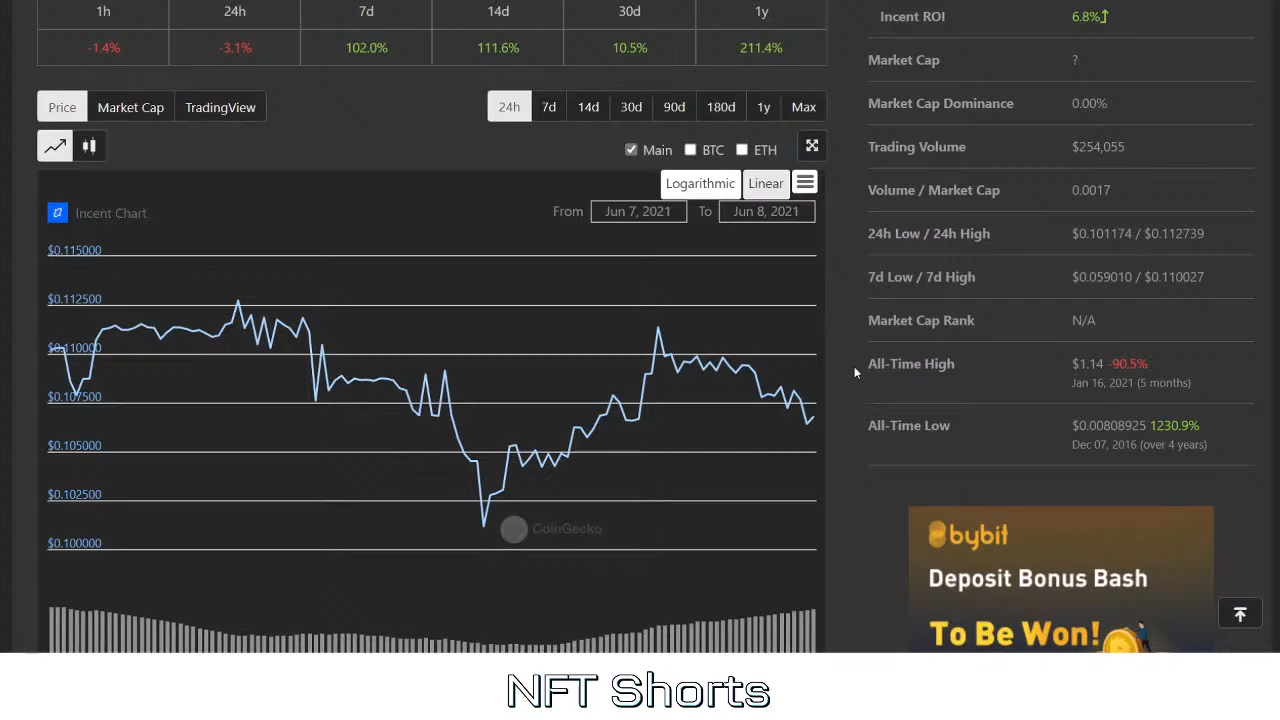 1h 24h 7d 14d 30d 1y
-1.4% -3.1% 102.0% 111.6% 10.5% 211.4%
Price Market Cap TradingView
24h 7d 14d 30d 90d 180d 1y Max
Main BTC ETH
Logarithmic Linear
Incent Chart
From Jun 7, 2021 To Jun 8, 2021
$0.115000
$0.112500
$0.110000
$0.107500
$0.105000
$0.102500
$0.100000
CoinGecko
Incent ROI 6.8%
Market Cap ?
Market Cap Dominance 0.00%
Trading Volume $254,055
Volume / Market Cap 0.0017
24h Low / 24h High $0.101174 / $0.112739
7d Low / 7d High $0.059010 / $0.110027
Market Cap Rank N/A
All-Time High $1.14 -90.5%
Jan 16, 2021 (5 months)
All-Time Low $0.00808925 1230.9%
Dec 07, 2016 (over 4 years)
bybit
Deposit Bonus Bash
To Be Won!
NFT Shorts